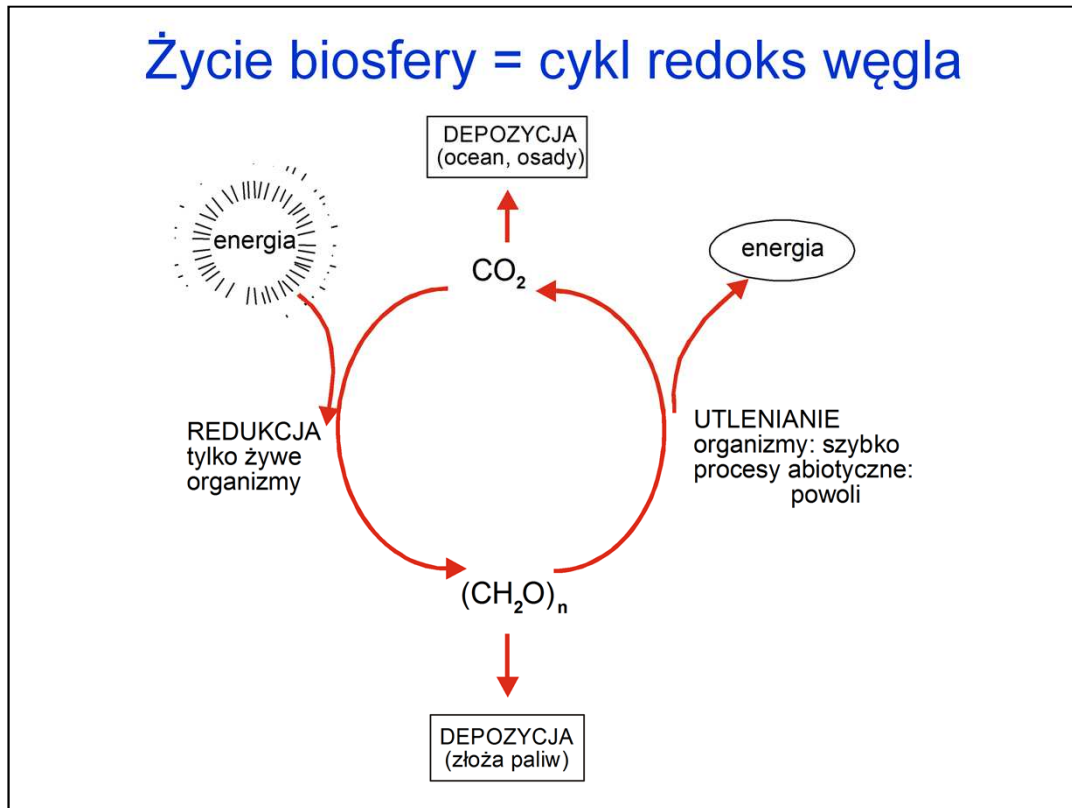 Życie biosfery = cykl redoks węgla
DEPOZYCJA
(ocean, osady)
energia
energia
CO₂
REDUKCJA
tylko żywe
organizmy
UTLENIANIE
organizmy: szybko
procesy abiotyczne:
powoli
(CH₂O)ₙ
DEPOZYCJA
(złoża paliw)